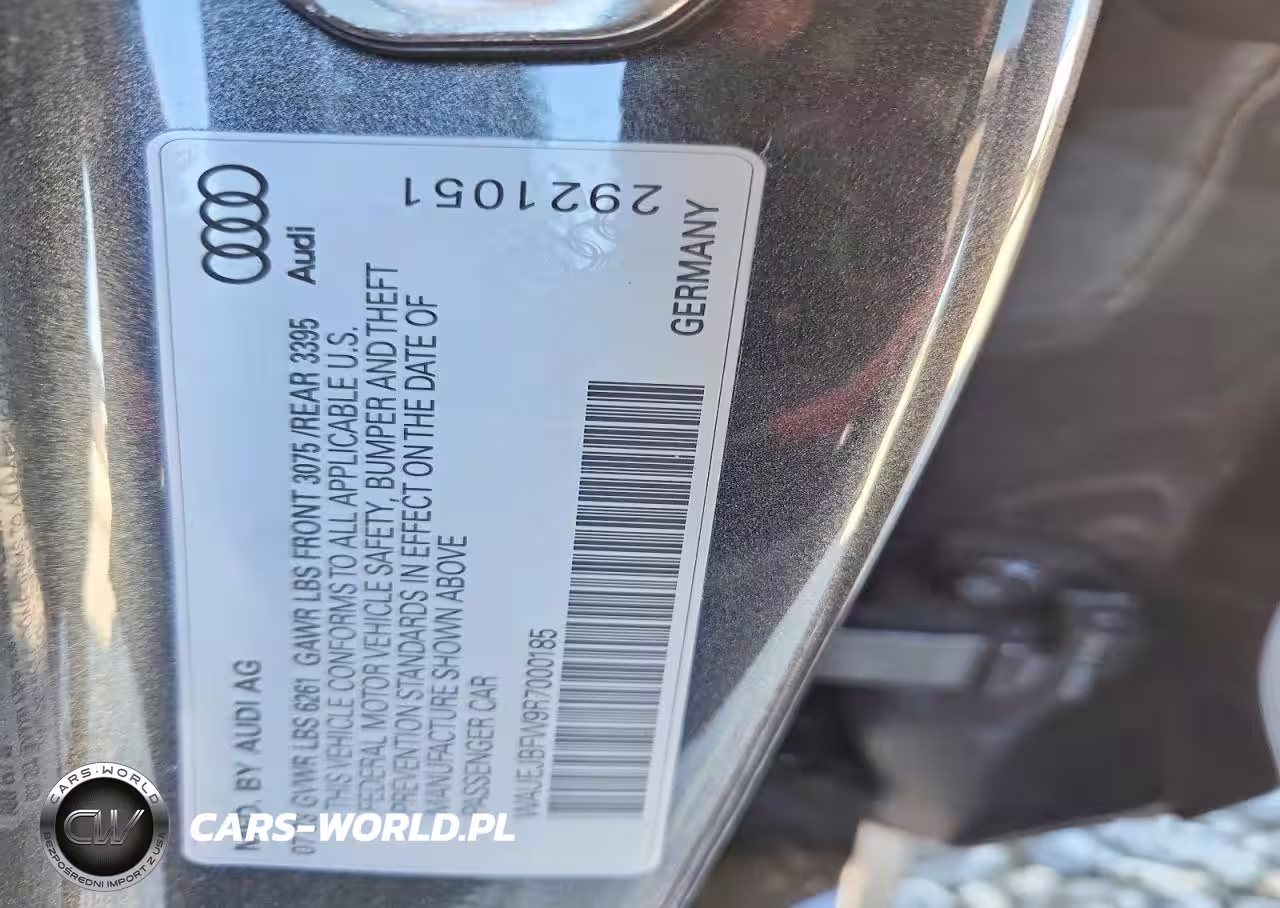 MFD. BY AUDI AG
Audi
GVWR LBS 6261 GAWR LBS FRONT 3075/REAR 3395
THIS VEHICLE CONFORMS TO ALL APPLICABLE U.S.
FEDERAL MOTOR VEHICLE SAFETY, BUMPER AND THEFT
PREVENTION STANDARDS IN EFFECT ON THE DATE OF
MANUFACTURE SHOWN ABOVE
PASSENGER CAR
WAUEJBFW9R7000185
GERMANY
2921051
CARS-WORLD
CW
BEZPOŚREDNI IMPORT Z USA
CARS-WORLD.PL